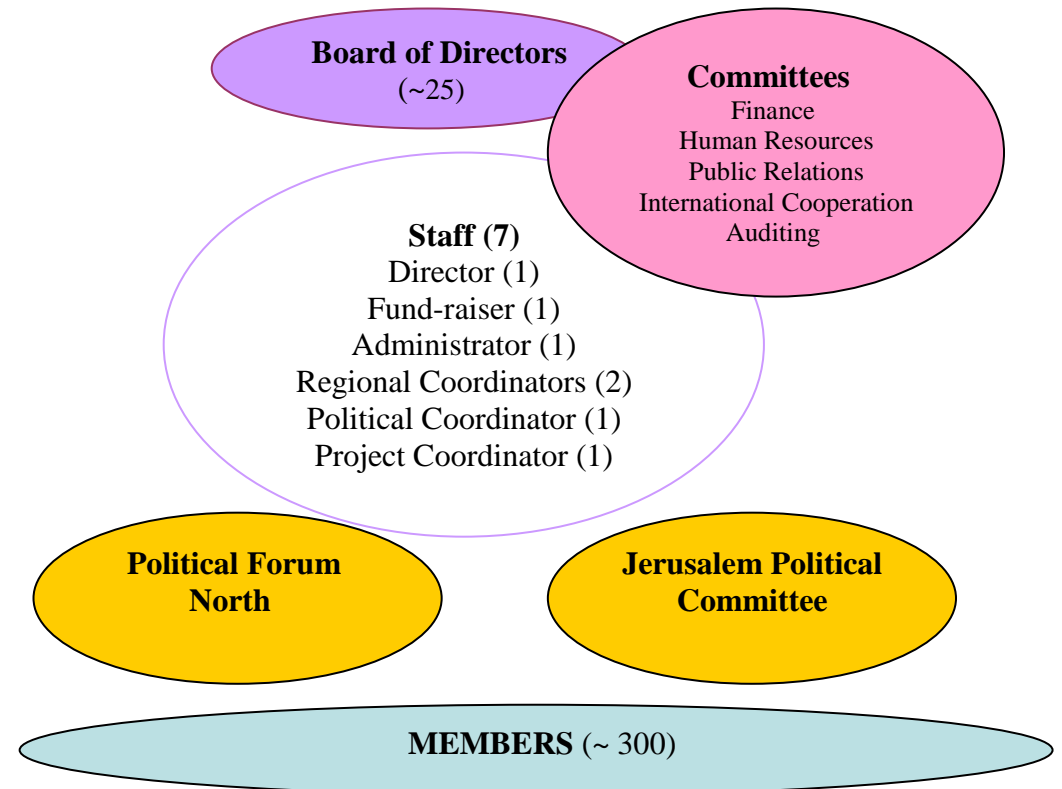 Board of Directors
(~25)
Committees
Finance
Human Resources
Public Relations
International Cooperation
Auditing
Staff (7)
Director (1)
Fund-raiser (1)
Administrator (1)
Regional Coordinators (2)
Political Coordinator (1)
Project Coordinator (1)
Political Forum
North
Jerusalem Political
Committee
MEMBERS (~ 300)